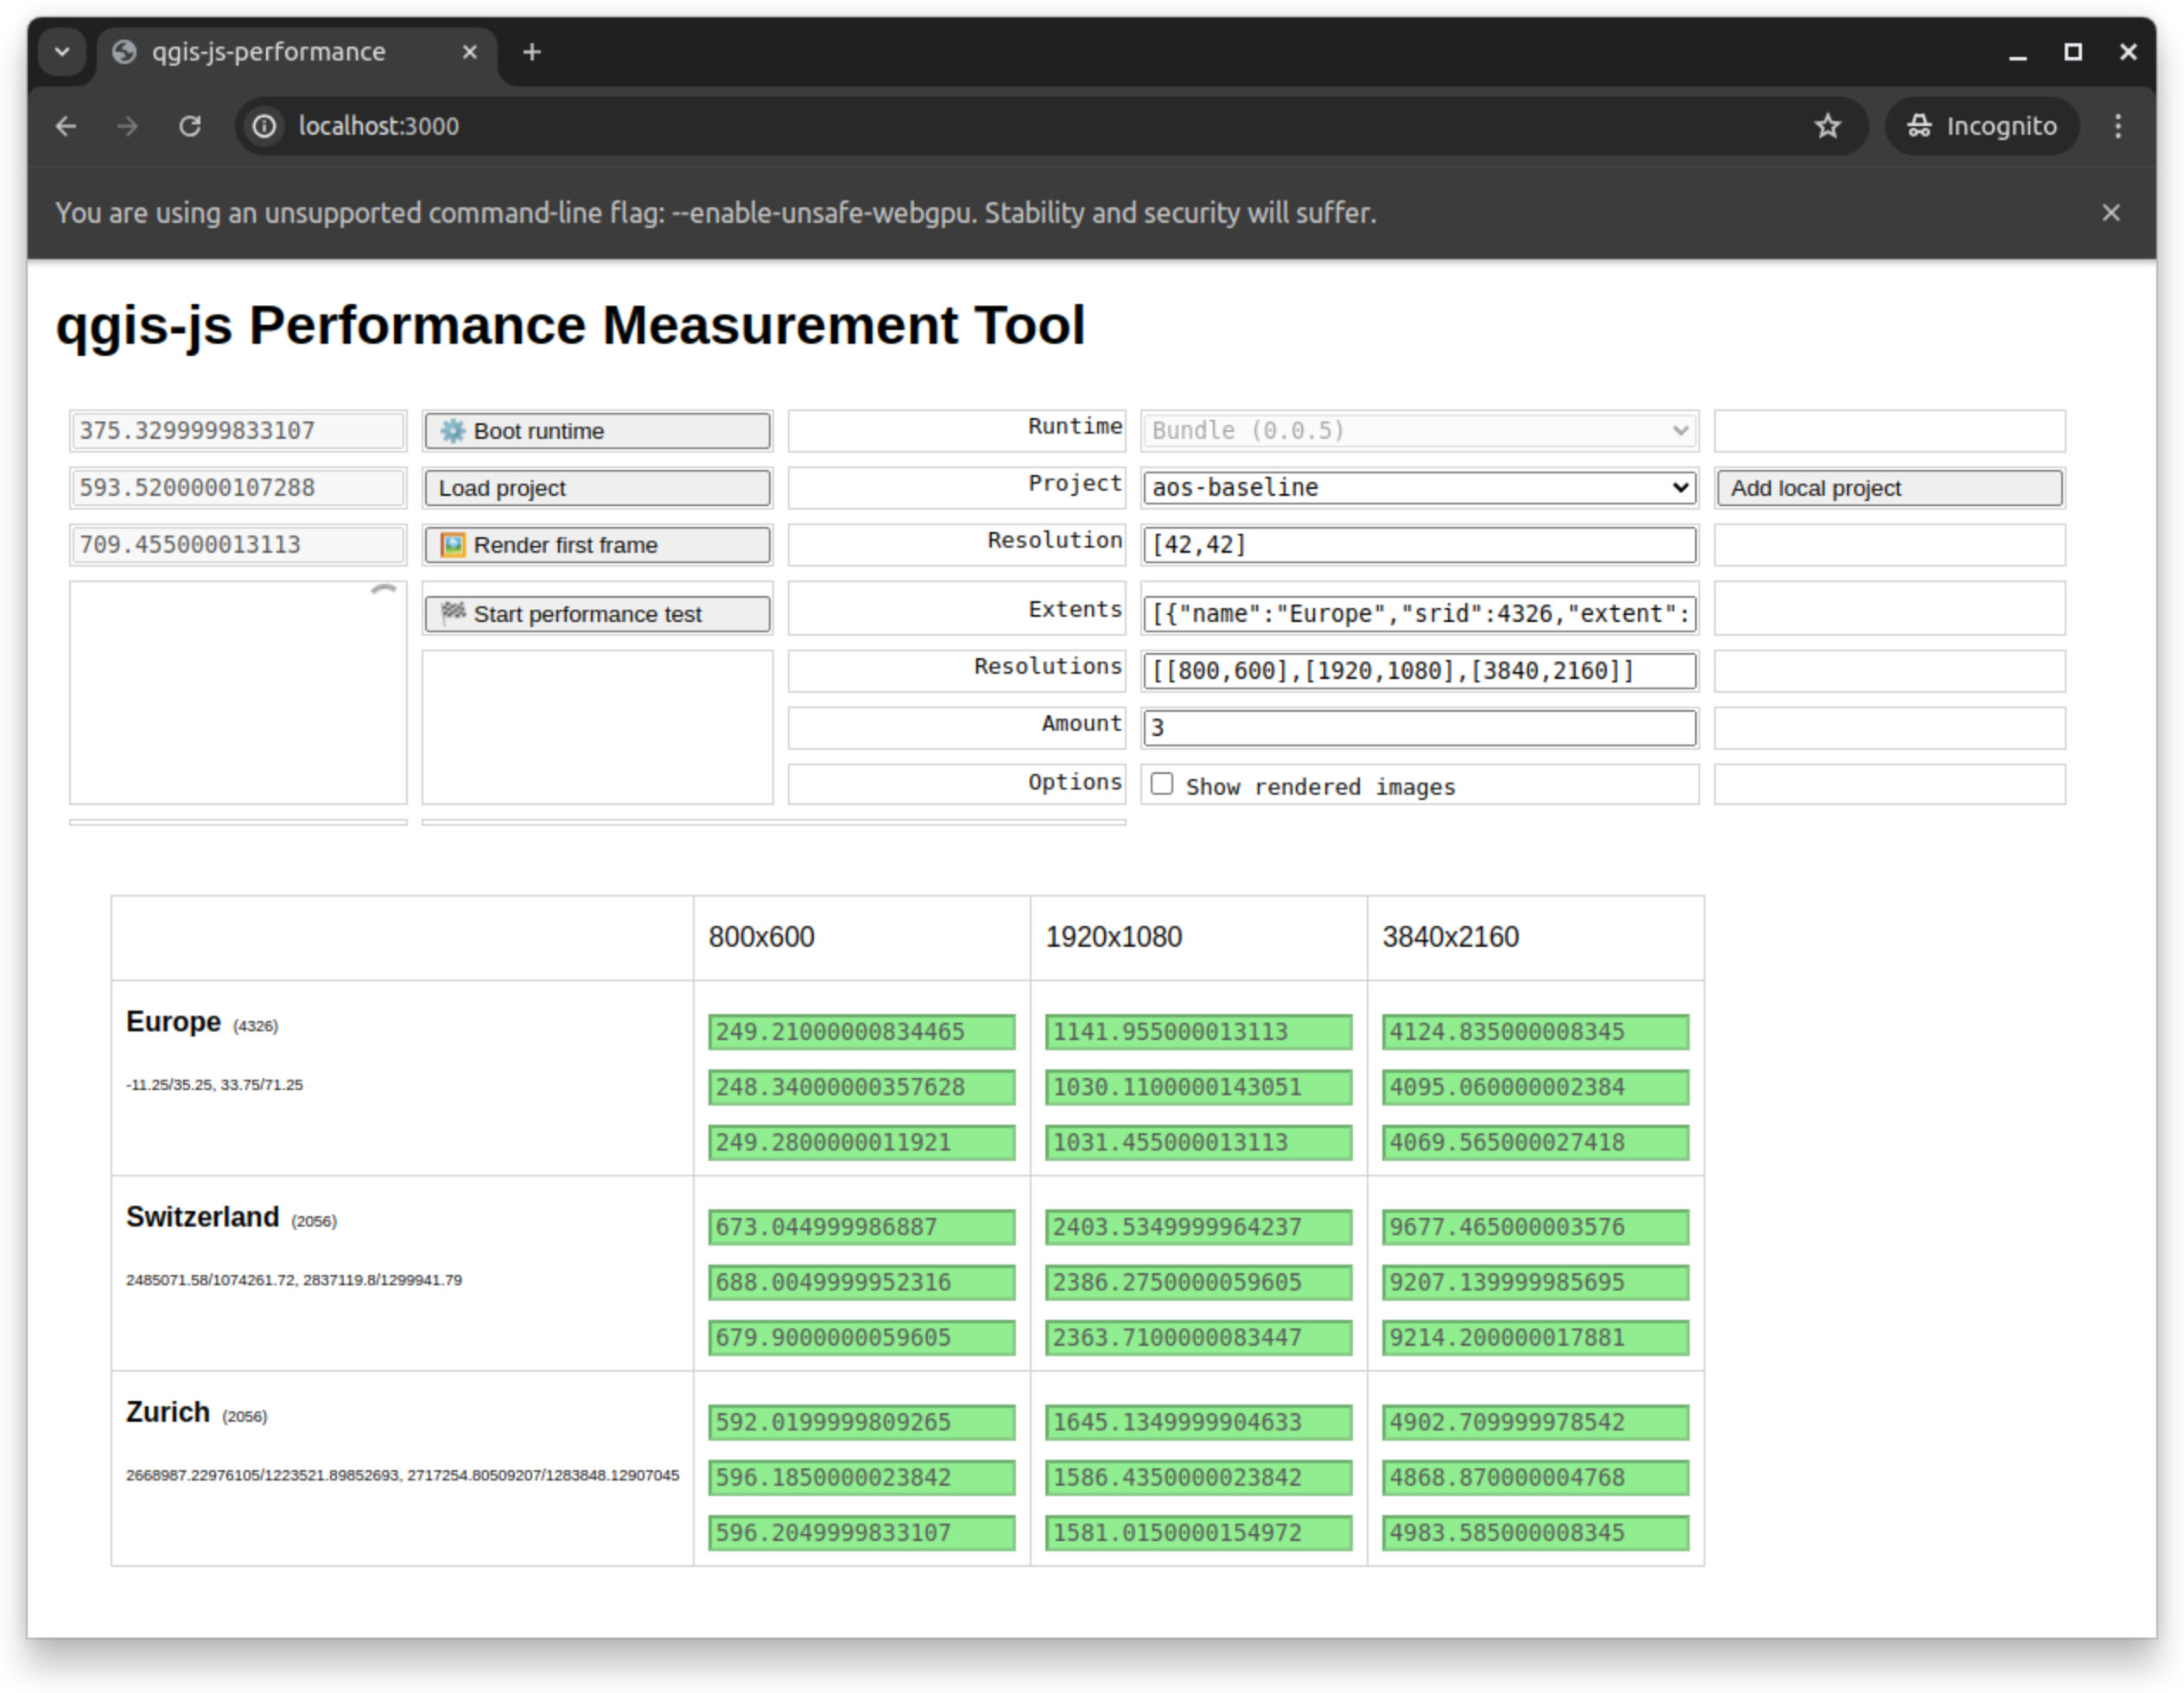 qgis-js-performance
localhost:3000
Incognito
You are using an unsupported command-line flag: --enable-unsafe-webgpu. Stability and security will suffer.
qgis-js Performance Measurement Tool
375.3299999833107 Boot runtime Runtime Bundle (0.0.5)
593.5200000107288 Load project Project aos-baseline Add local project
709.455000013113 Render first frame Resolution [42,42]
Start performance test Extents [{"name":"Europe","srid":4326,"extent":
Resolutions [[800,600],[1920,1080],[3840,2160]]
Amount 3
Options Show rendered images
800x600 1920x1080 3840x2160
Europe (4326) 249.21000000834465 1141.955000013113 4124.835000008345
-11.25/35.25, 33.75/71.25 248.34000000357628 1030.1100000143051 4095.060000002384
249.2800000011921 1031.455000013113 4069.565000027418
Switzerland (2056) 673.044999986887 2403.5349999964237 9677.465000003576
2485071.58/1074261.72, 2837119.8/1299941.79 688.0049999952316 2386.2750000059605 9207.139999985695
679.9000000059605 2363.7100000083447 9214.200000017881
Zurich (2056) 592.0199999809265 1645.1349999904633 4902.709999978542
2668987.22976105/1223521.89852693, 2717254.80509207/1283848.12907045 596.1850000023842 1586.4350000023842 4868.870000004768
596.2049999833107 1581.0150000154972 4983.585000008345